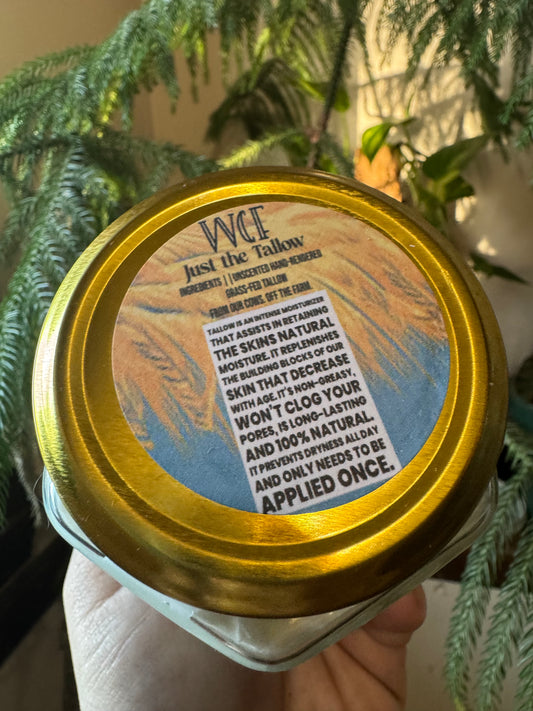 WCF
Just the Tallow
INGREDIENTS || UNSCENTED HAND-RENDERED
GRASS-FED TALLOW
FROM OUR COWS. OFF THE FARM.
TALLOW IS AN INTENSE MOISTURIZER
THAT ASSISTS IN RETAINING
THE SKINS NATURAL
MOISTURE. IT REPLENISHES
THE BUILDING BLOCKS OF OUR
SKIN THAT DECREASE
WITH AGE. IT'S NON-GREASY,
WON'T CLOG YOUR
PORES, IS LONG-LASTING
AND 100% NATURAL.
IT PREVENTS DRYNESS ALL DAY
AND ONLY NEEDS TO BE
APPLIED ONCE.